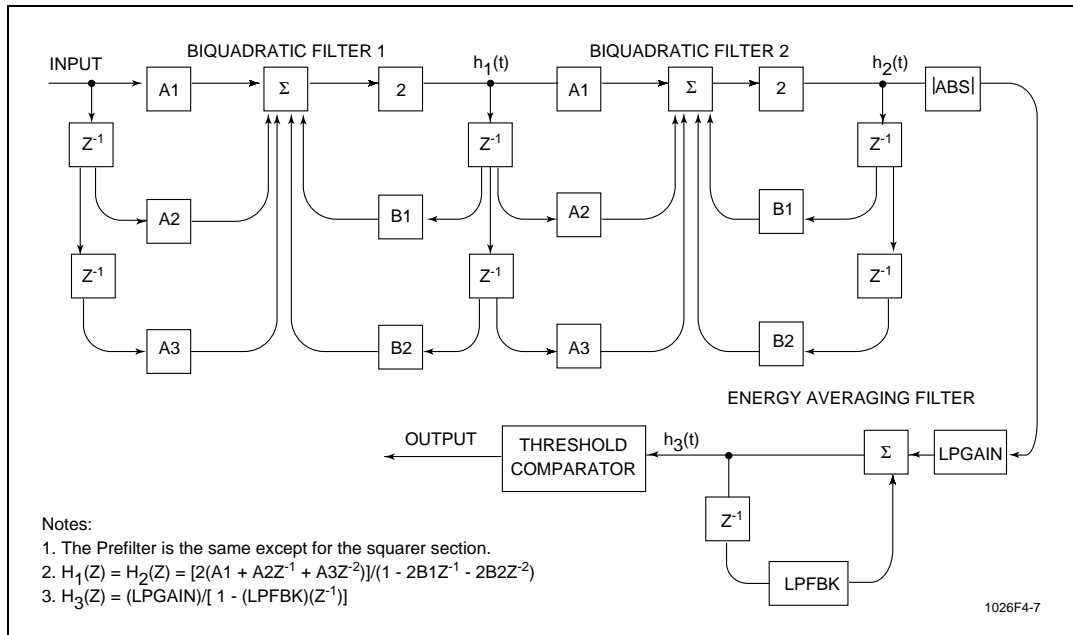 BIQUADRATIC FILTER 1
BIQUADRATIC FILTER 2
INPUT
h1(t)
h2(t)
A1
Σ
2
A1
Σ
2
|ABS|
Z-1
Z-1
Z-1
A2
B1
A2
B1
Z-1
Z-1
Z-1
A3
B2
A3
B2
ENERGY AVERAGING FILTER
OUTPUT
THRESHOLD
COMPARATOR
h3(t)
Σ
LPGAIN
Z-1
LPFBK
Notes:
1. The Prefilter is the same except for the squarer section.
2. H1(Z) = H2(Z) = [2(A1 + A2Z-1 + A3Z-2)]/(1 - 2B1Z-1 - 2B2Z-2)
3. H3(Z) = (LPGAIN)/[ 1 - (LPFBK)(Z-1)]
1026F4-7